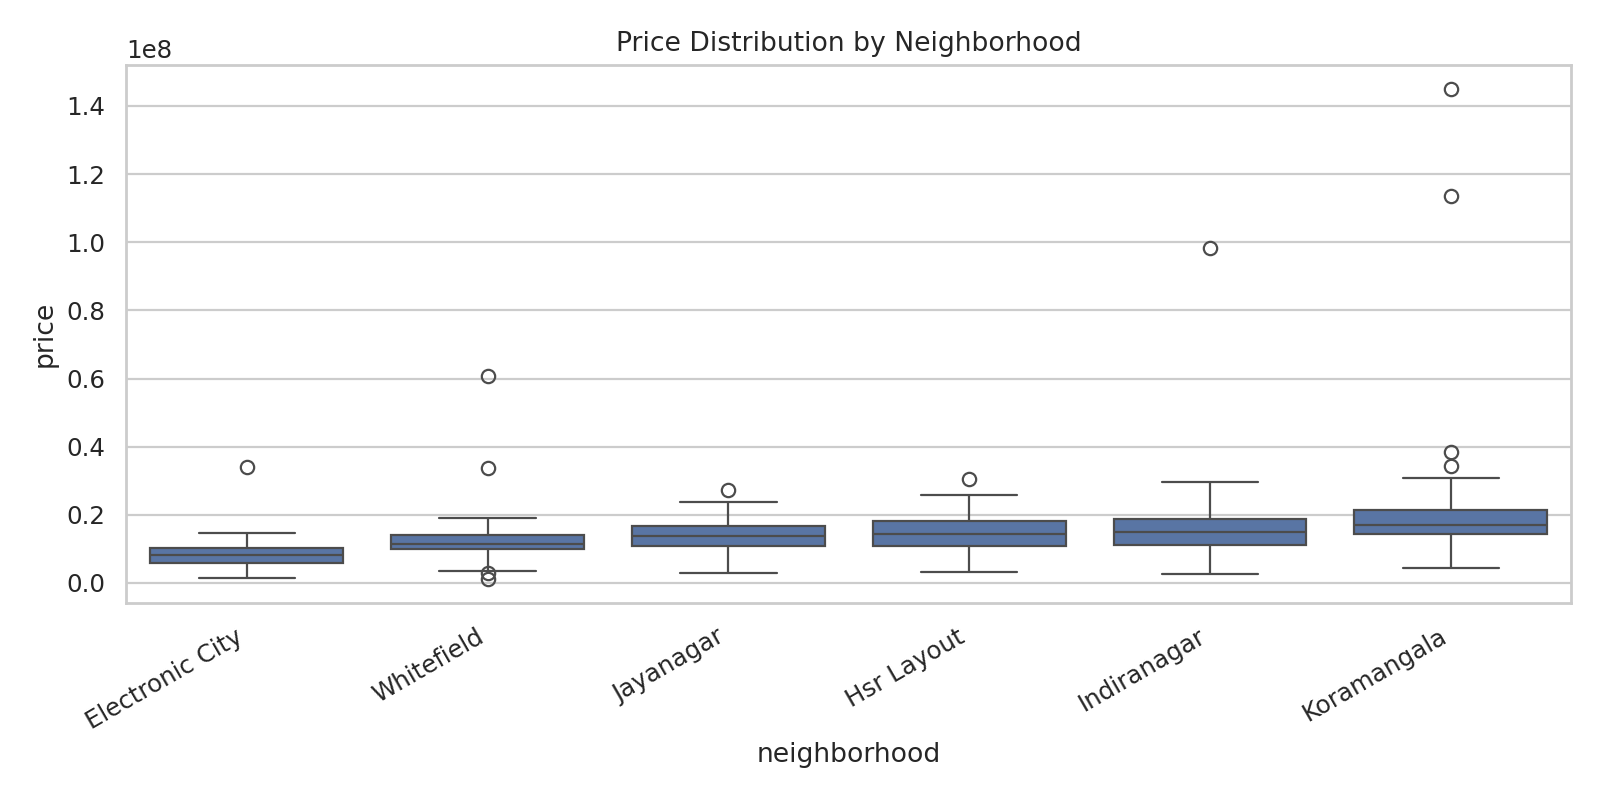 Price Distribution by Neighborhood
1e8
1.4
1.2
1.0
0.8
0.6
0.4
0.2
0.0
price
Electronic City
Whitefield
Jayanagar
Hsr Layout
Indiranagar
Koramangala
neighborhood